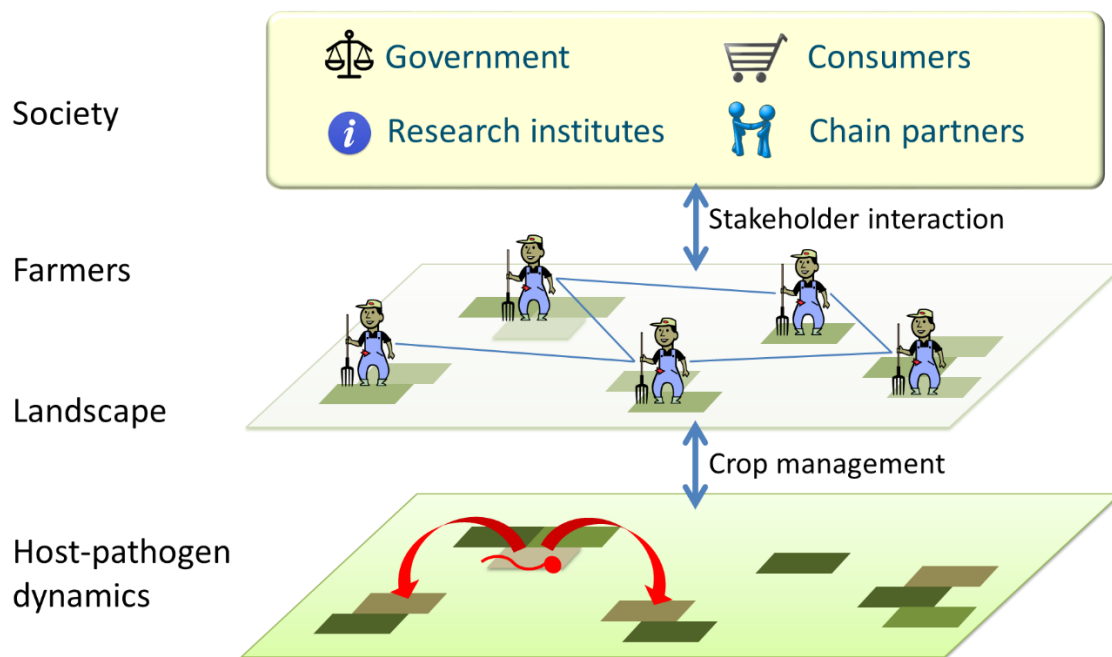 Society
Government
Consumers
i
Research institutes
Chain partners
Stakeholder interaction
Farmers
Landscape
Crop management
Host-pathogen
dynamics